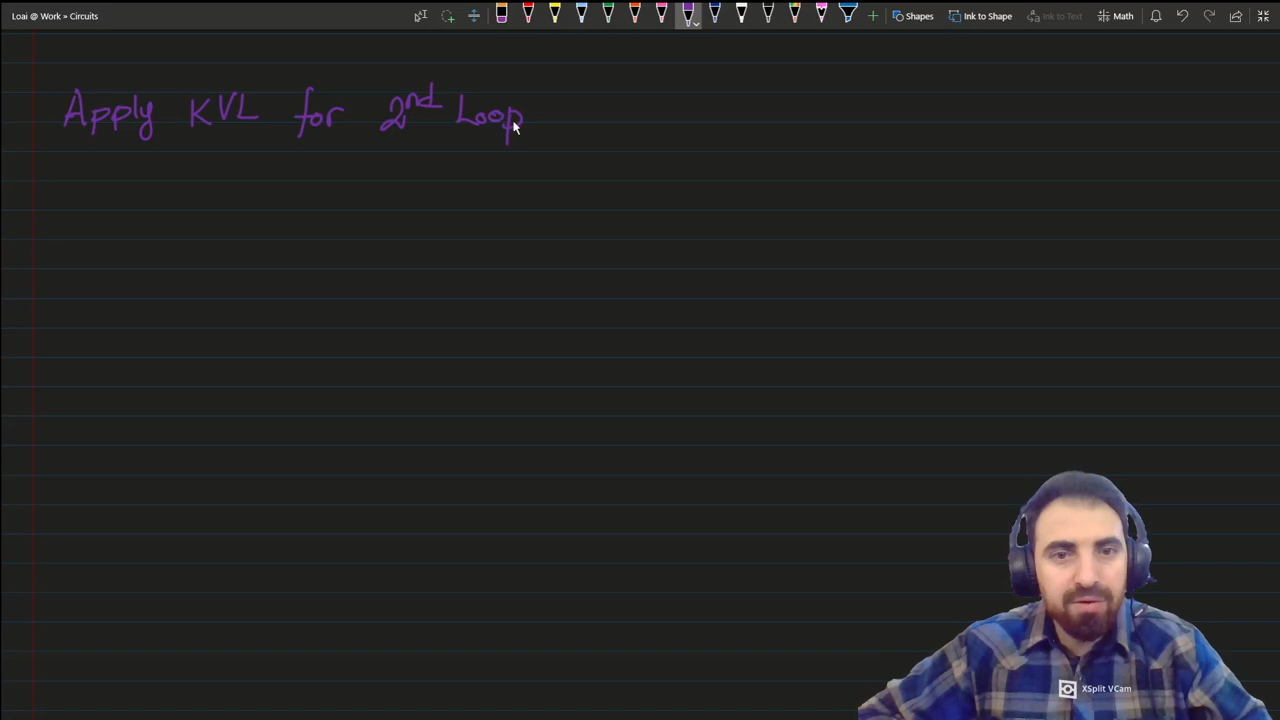 Loai @ Work » Circuits
Shapes
Ink to Shape
Ink to Text
Math
Apply KVL for 2nd Loop
XSplit VCam